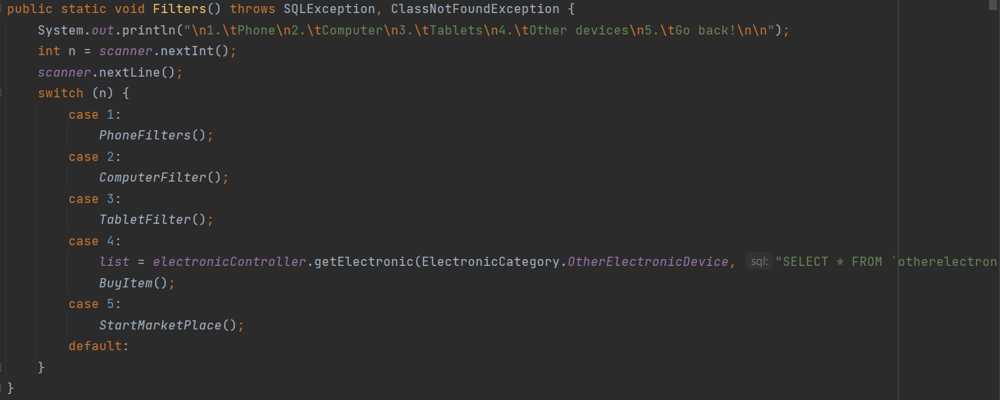 public static void Filters() throws SQLException, ClassNotFoundException {
    System.out.println("\n1.\tPhone\n2.\tComputer\n3.\tTablets\n4.\tOther devices\n5.\tGo back!\n\n");
    int n = scanner.nextInt();
    scanner.nextLine();
    switch (n) {
        case 1:
            PhoneFilters();
        case 2:
            ComputerFilter();
        case 3:
            TabletFilter();
        case 4:
            list = electronicController.getElectronic(ElectronicCategory.OtherElectronicDevice, sql: "SELECT * FROM `otherelectron
            BuyItem();
        case 5:
            StartMarketPlace();
        default:
    }
}